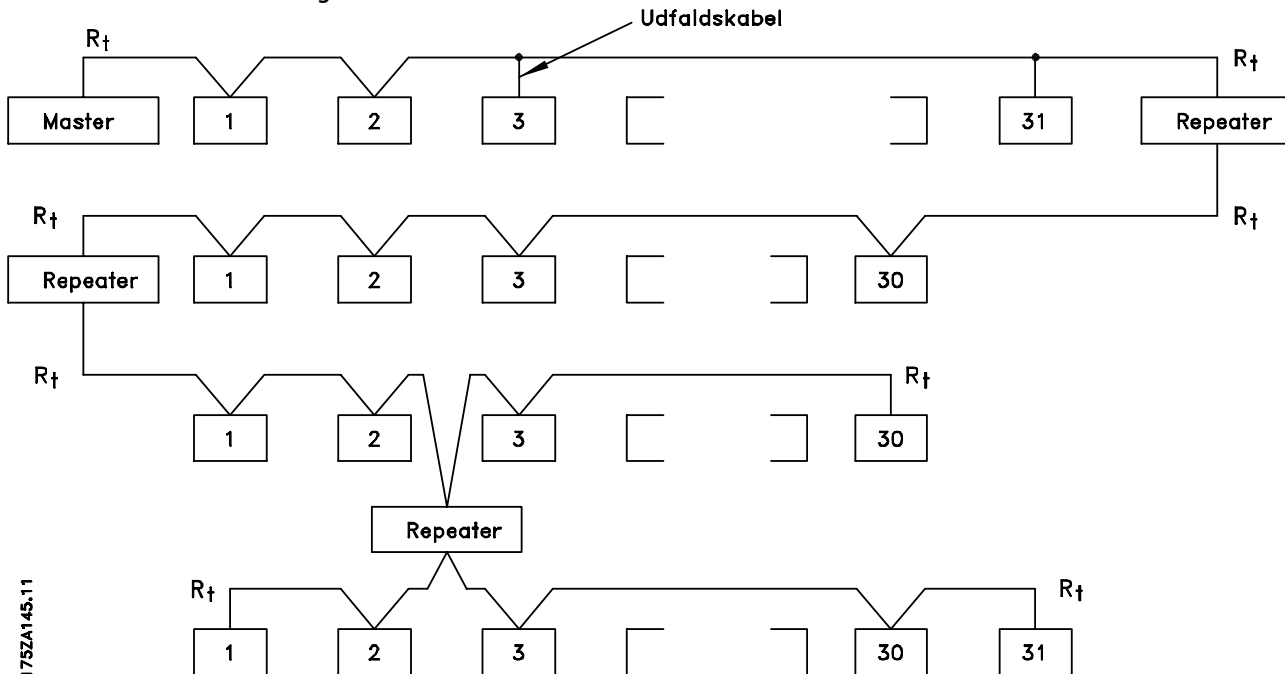 Udfaldskabel
Rt Rt
Master 1 2 3 31 Repeater
Rt Rt
Repeater 1 2 3 30
Rt Rt
1 2 3 30
Repeater
Rt Rt
1 2 3 30 31
175ZA145.11